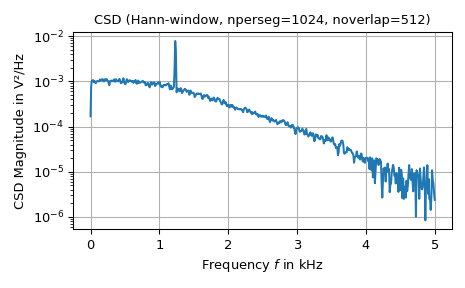 CSD (Hann-window, nperseg=1024, noverlap=512)
CSD Magnitude in V²/Hz
10⁻²
10⁻³
10⁻⁴
10⁻⁵
10⁻⁶
0 1 2 3 4 5
Frequency f in kHz